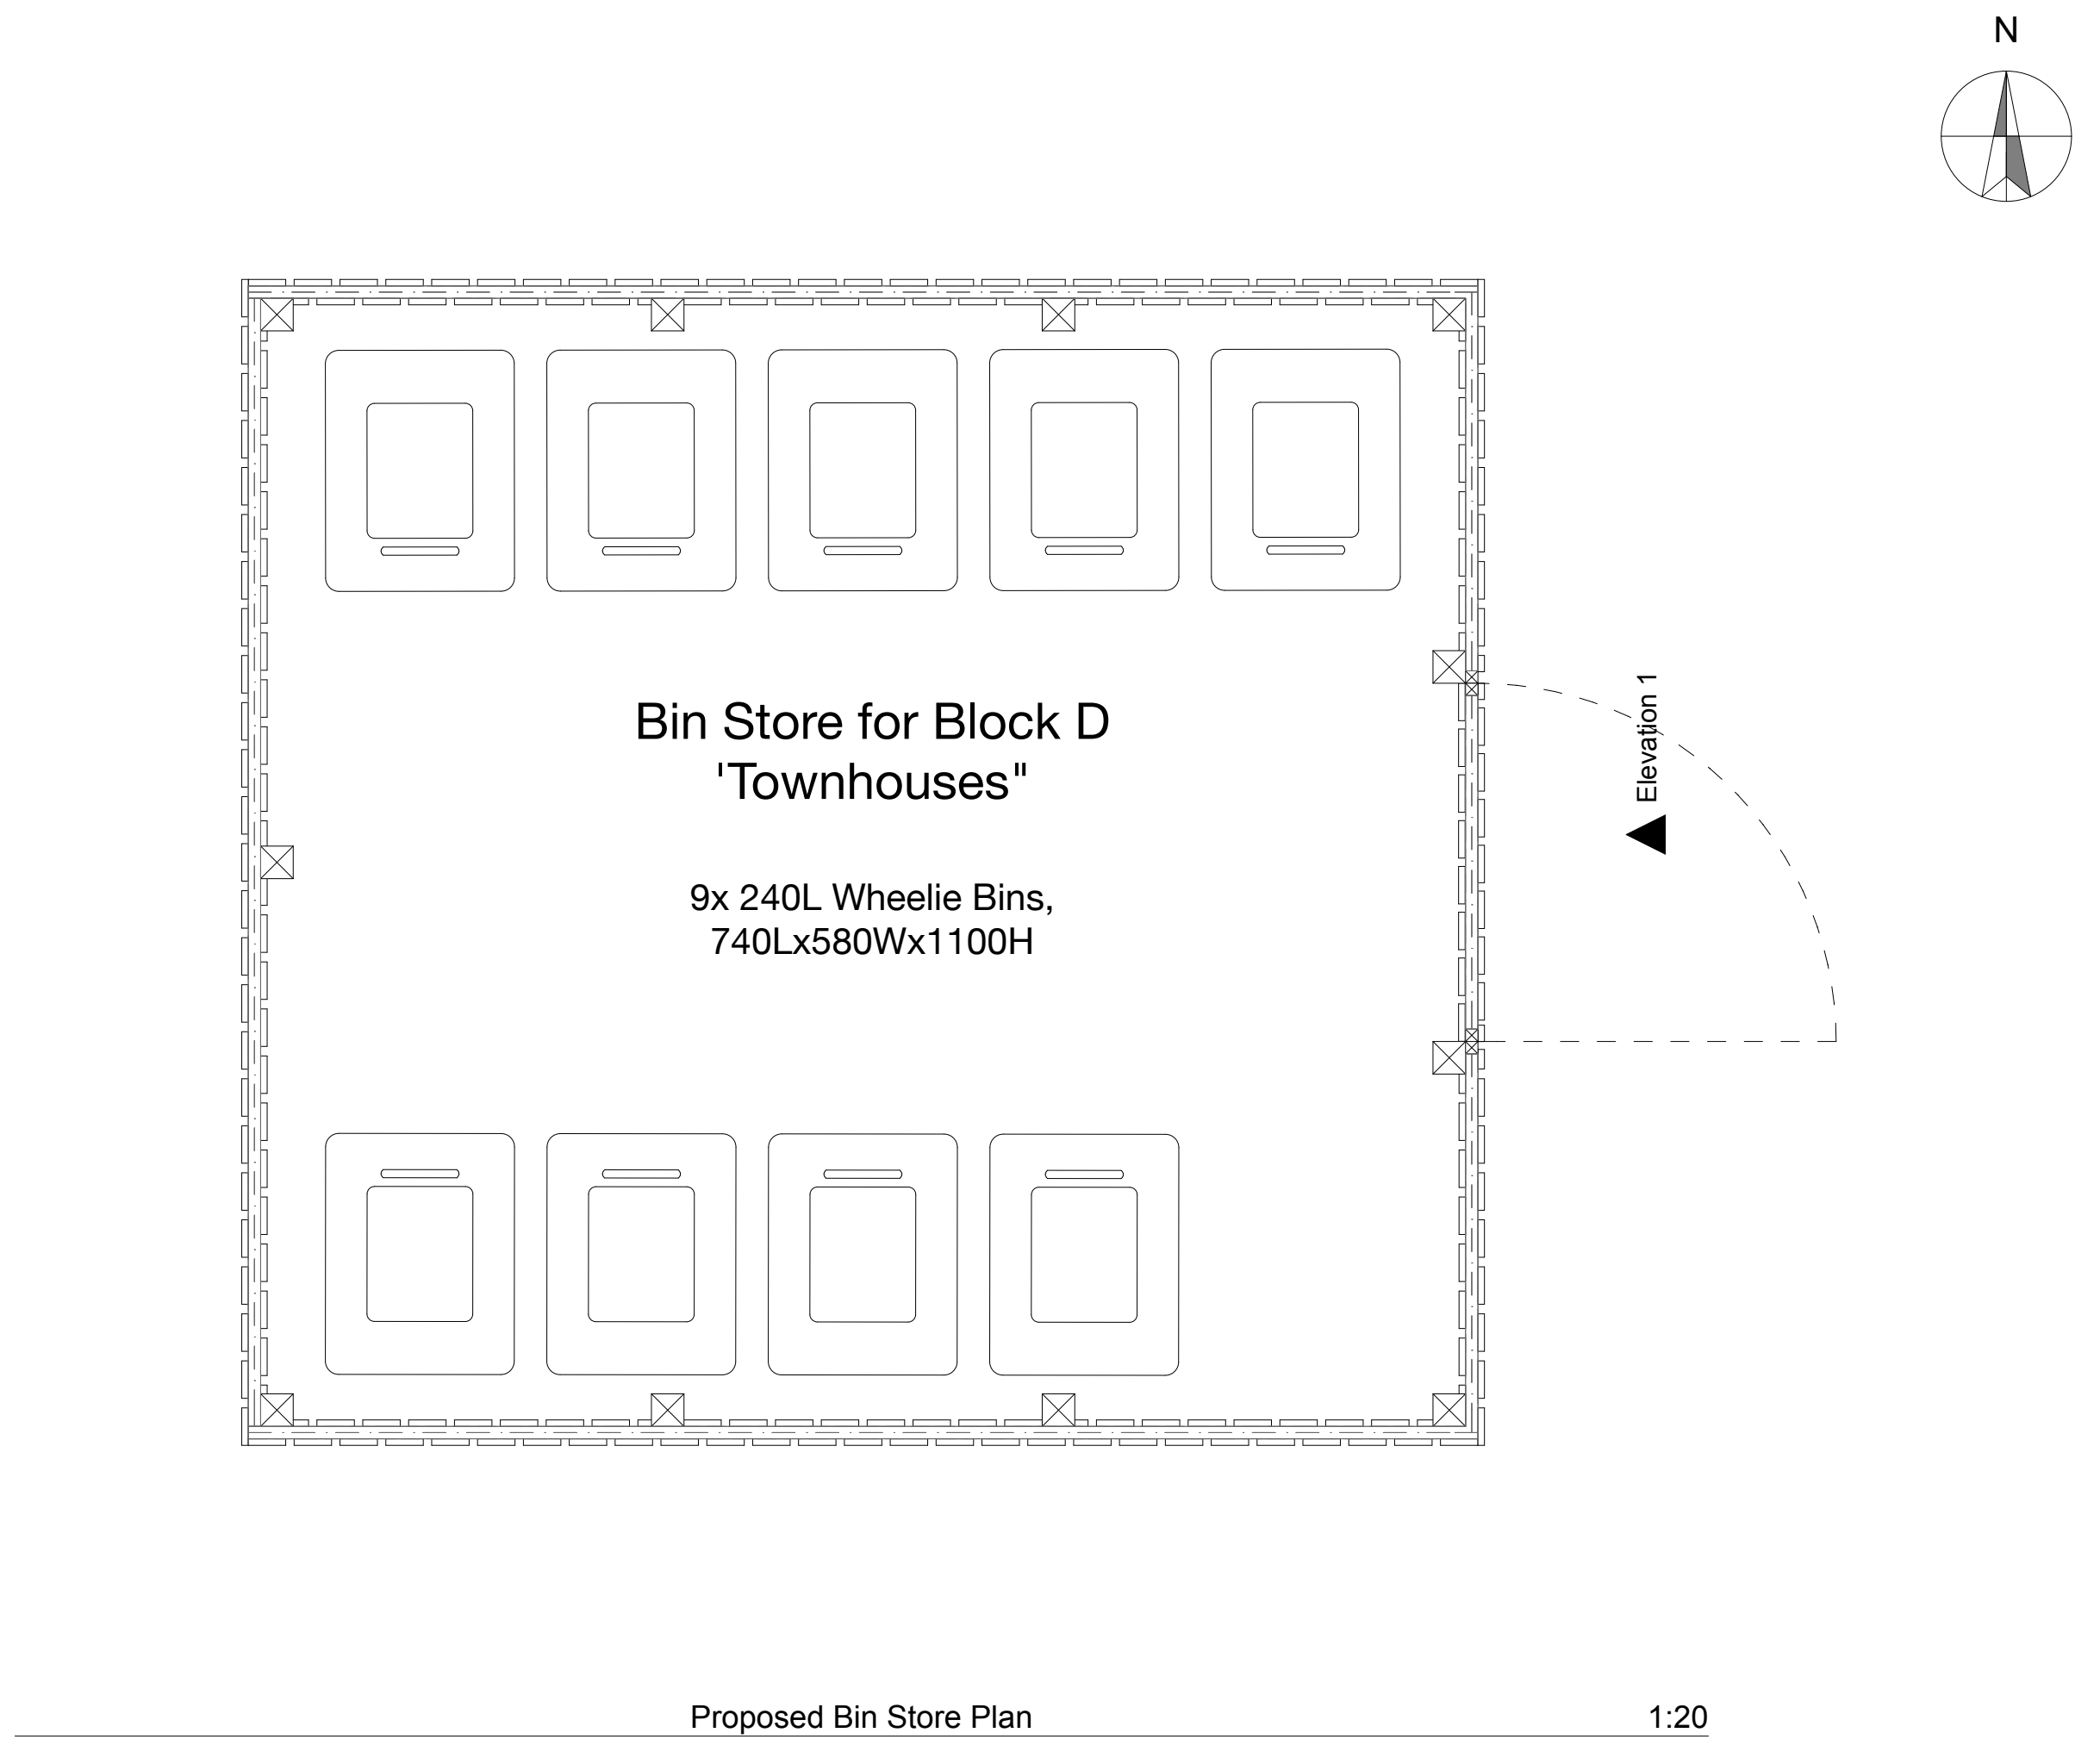 N
Bin Store for Block D
'Townhouses"
Elevation 1
9x 240L Wheelie Bins,
740Lx580Wx1100H
Proposed Bin Store Plan
1:20